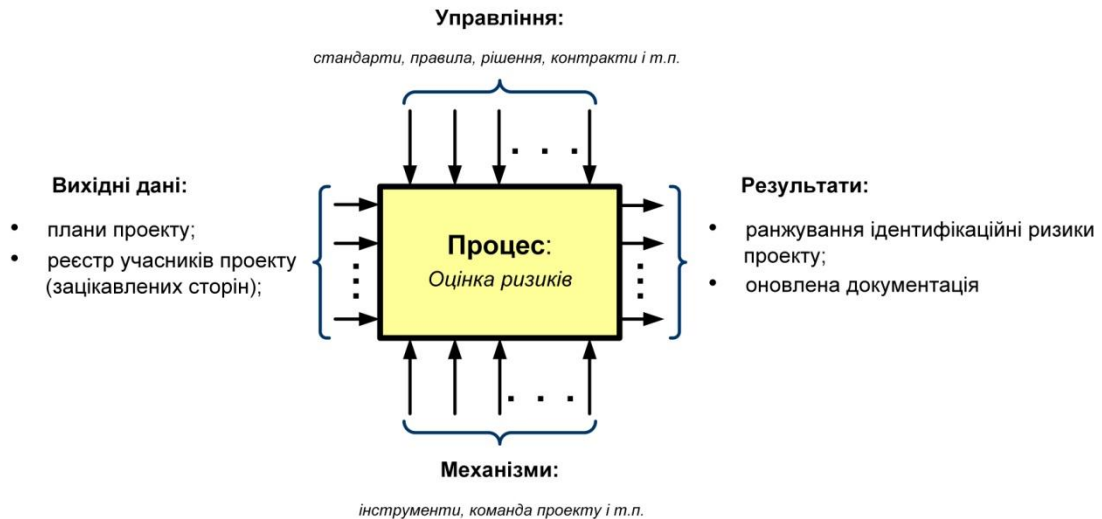 Управління:
стандарти, правила, рішення, контракти і т.п.
Вихідні дані:
• плани проекту;
• реєстр учасників проекту
(зацікавлених сторін);
Процес:
Оцінка ризиків
Результати:
• ранжування ідентифікаційні ризики
проекту;
• оновлена документація
Механізми:
інструменти, команда проекту і т.п.